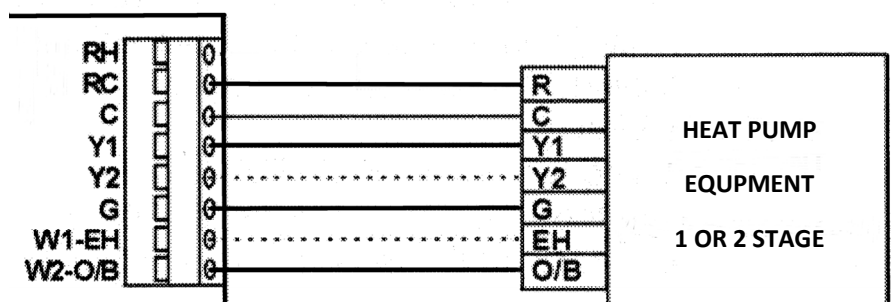 RH
RC
C
Y1
Y2
G
W1-EH
W2-O/B
R
C
Y1
Y2
G
EH
O/B
HEAT PUMP
EQUPMENT
1 OR 2 STAGE